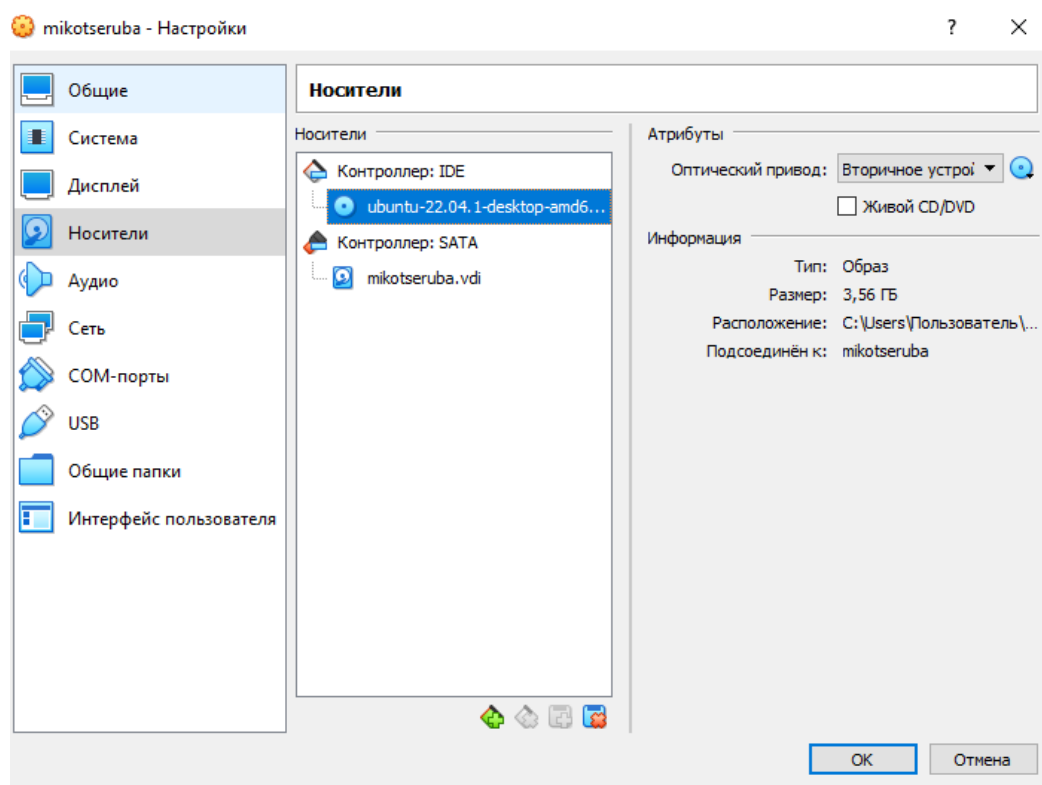 mikotseruba - Настройки
?
Общие
Система
Дисплей
Носители
Аудио
Сеть
COM-порты
USB
Общие папки
Интерфейс пользователя
Носители
Носители
Контроллер: IDE
ubuntu-22.04.1-desktop-amd6...
Контроллер: SATA
mikotseruba.vdi
Атрибуты
Оптический привод: Вторичное устрой
Живой CD/DVD
Информация
Тип: Образ
Размер: 3,56 ГБ
Расположение: C:\Users\Пользователь\...
Подсоединён к: mikotseruba
OK Отмена